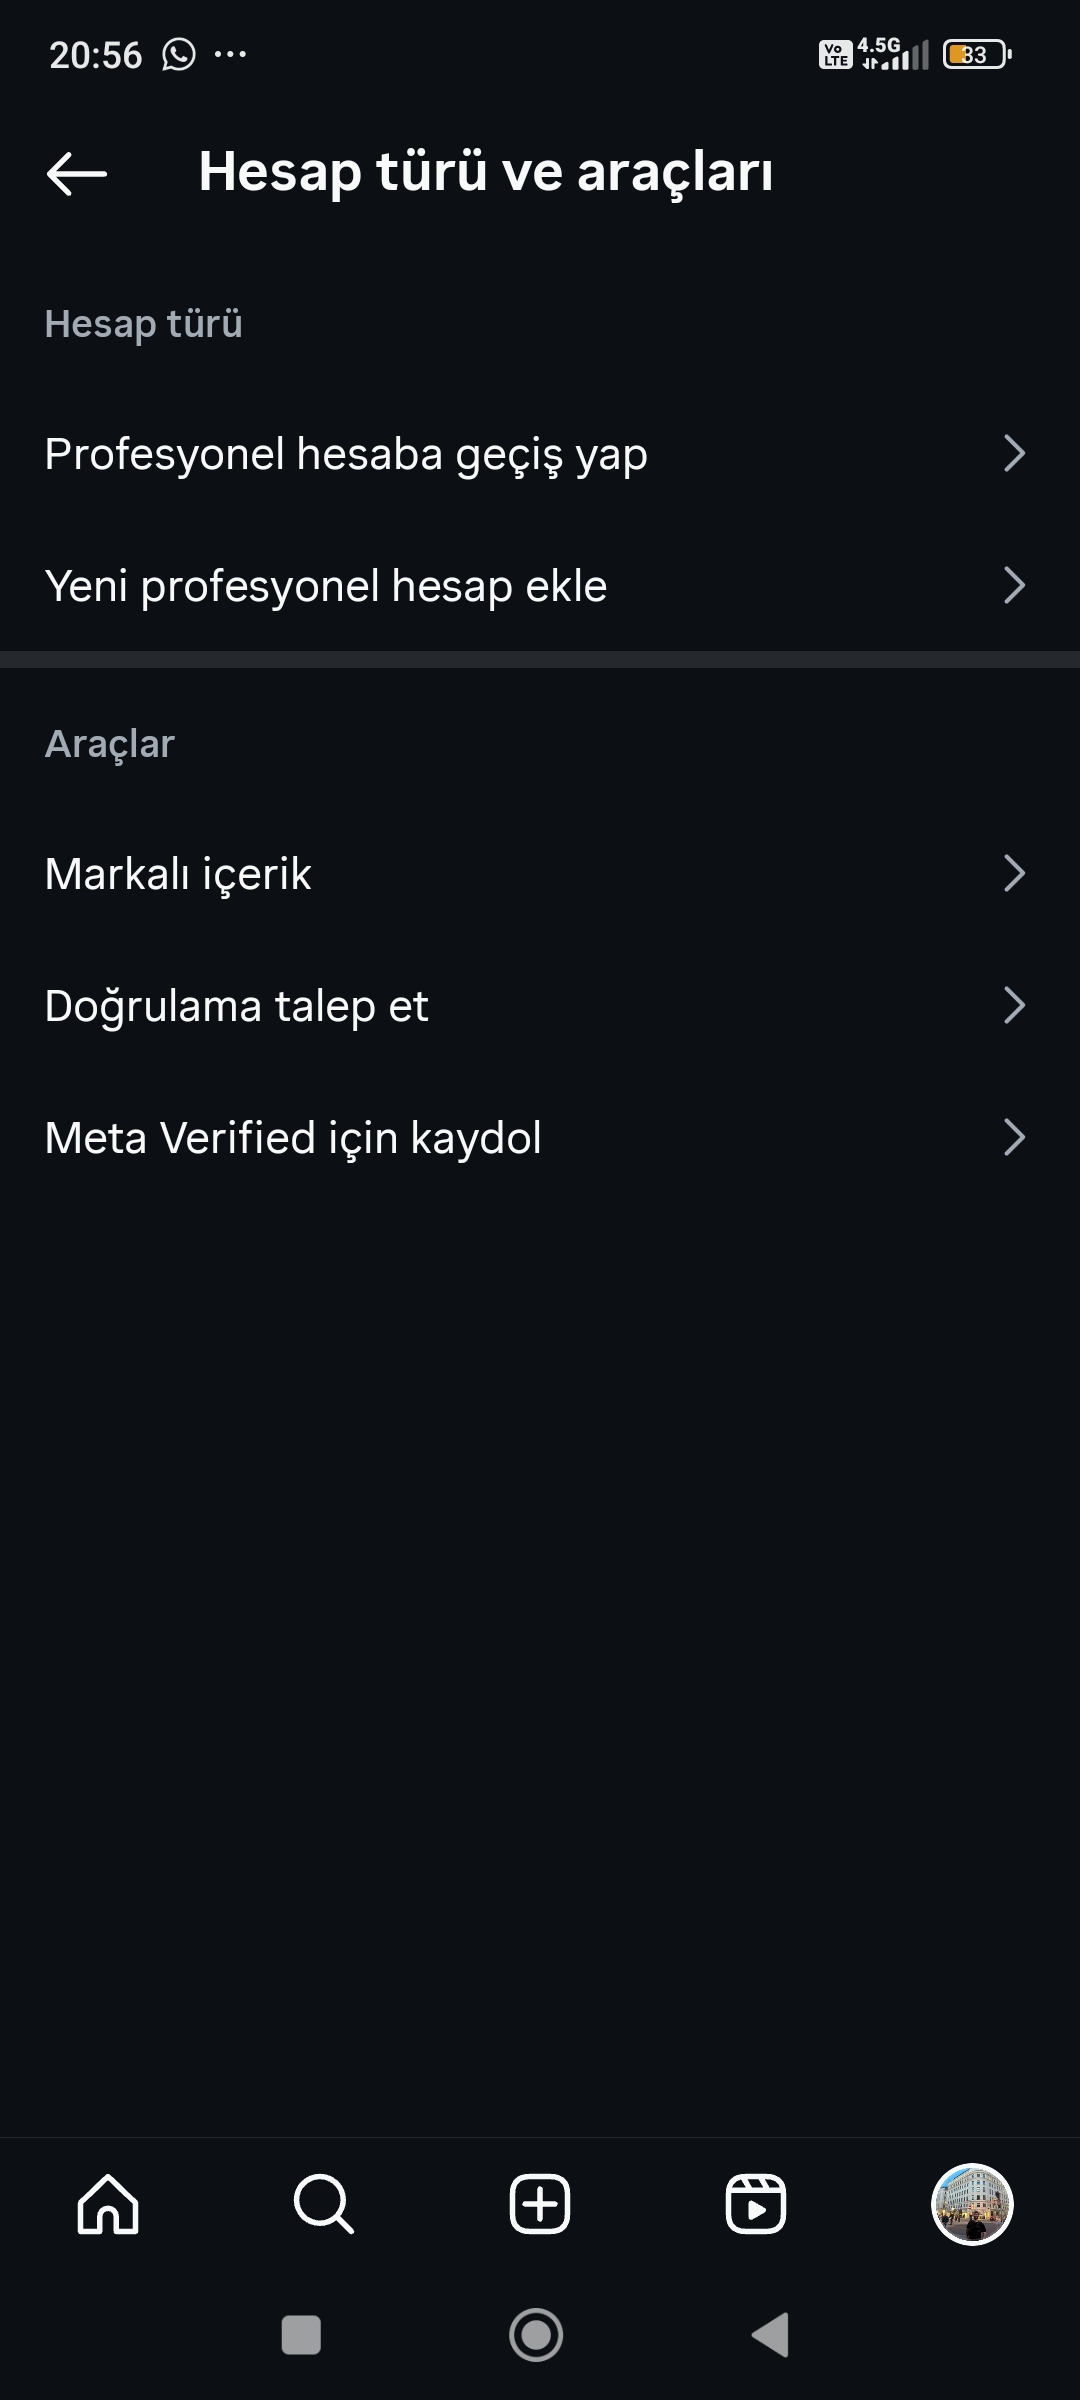 20:56
Vo LTE 4.5G 33
Hesap türü ve araçları
Hesap türü
Profesyonel hesaba geçiş yap
Yeni profesyonel hesap ekle
Araçlar
Markalı içerik
Doğrulama talep et
Meta Verified için kaydol